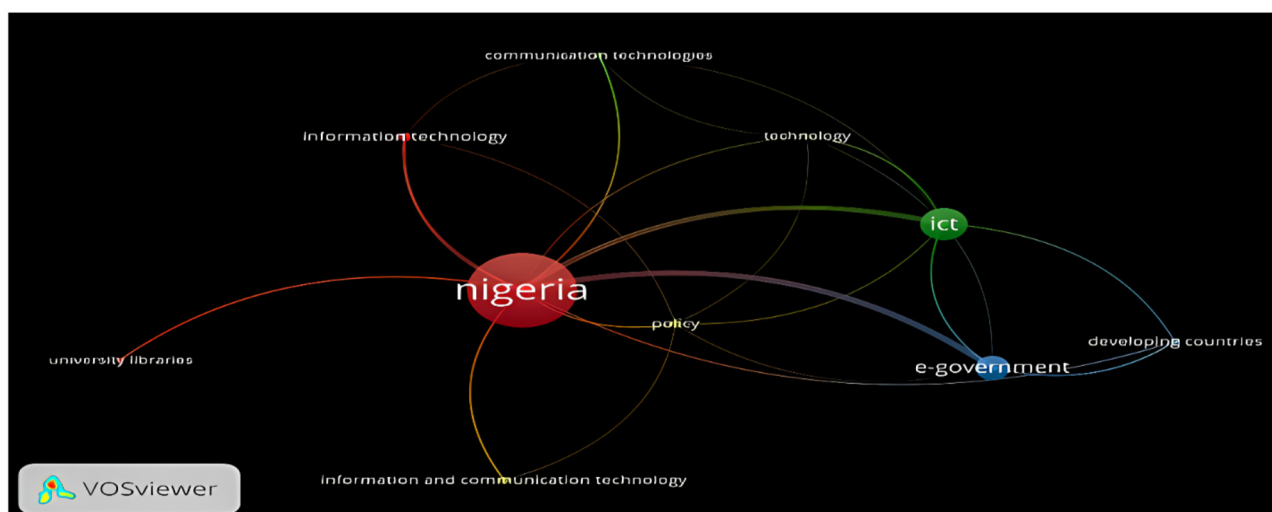 communication technologies
information technology
technology
ict
nigeria
policy
developing countries
university libraries
e-government
information and communication technology
VOSviewer